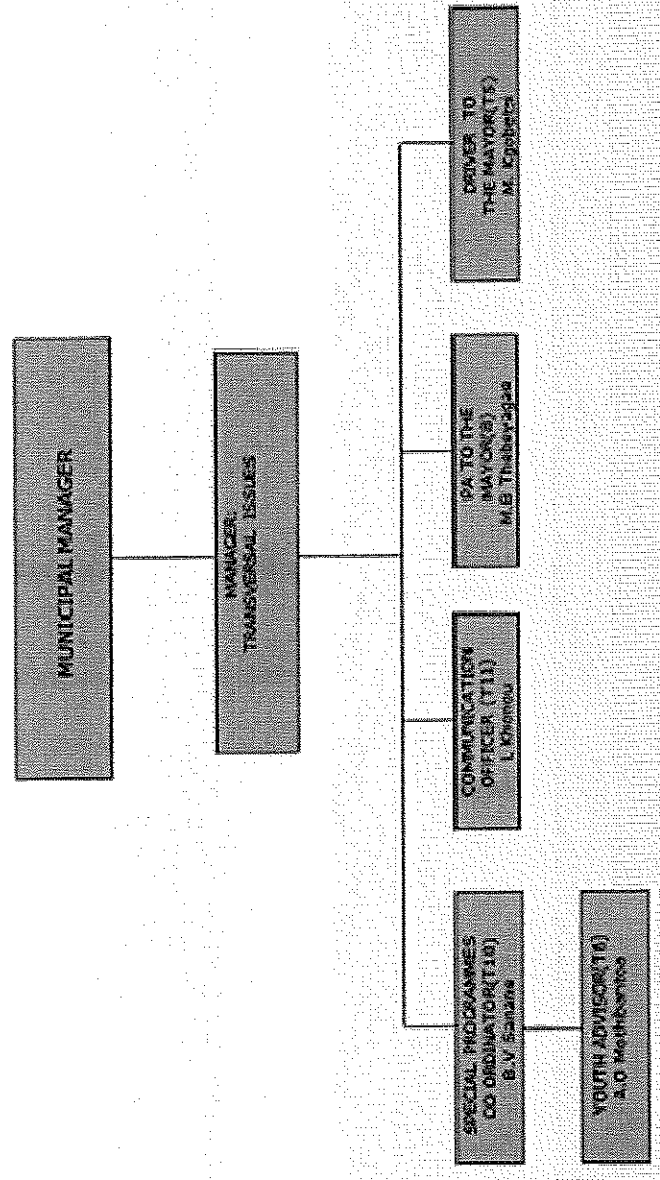 MUNICIPAL MANAGER
MANAGER,
TRANSVERSAL ISSUES
SPECIAL PROGRAMMES
CO ORDINATOR(T10)
B.V
YOUTH ADVISOR(T6)
A.O
COMMUNICATION
OFFICER (T11)
L
PA TO THE
MAYOR(8)
M.B
DRIVER TO
THE MAYOR(T5)
M.